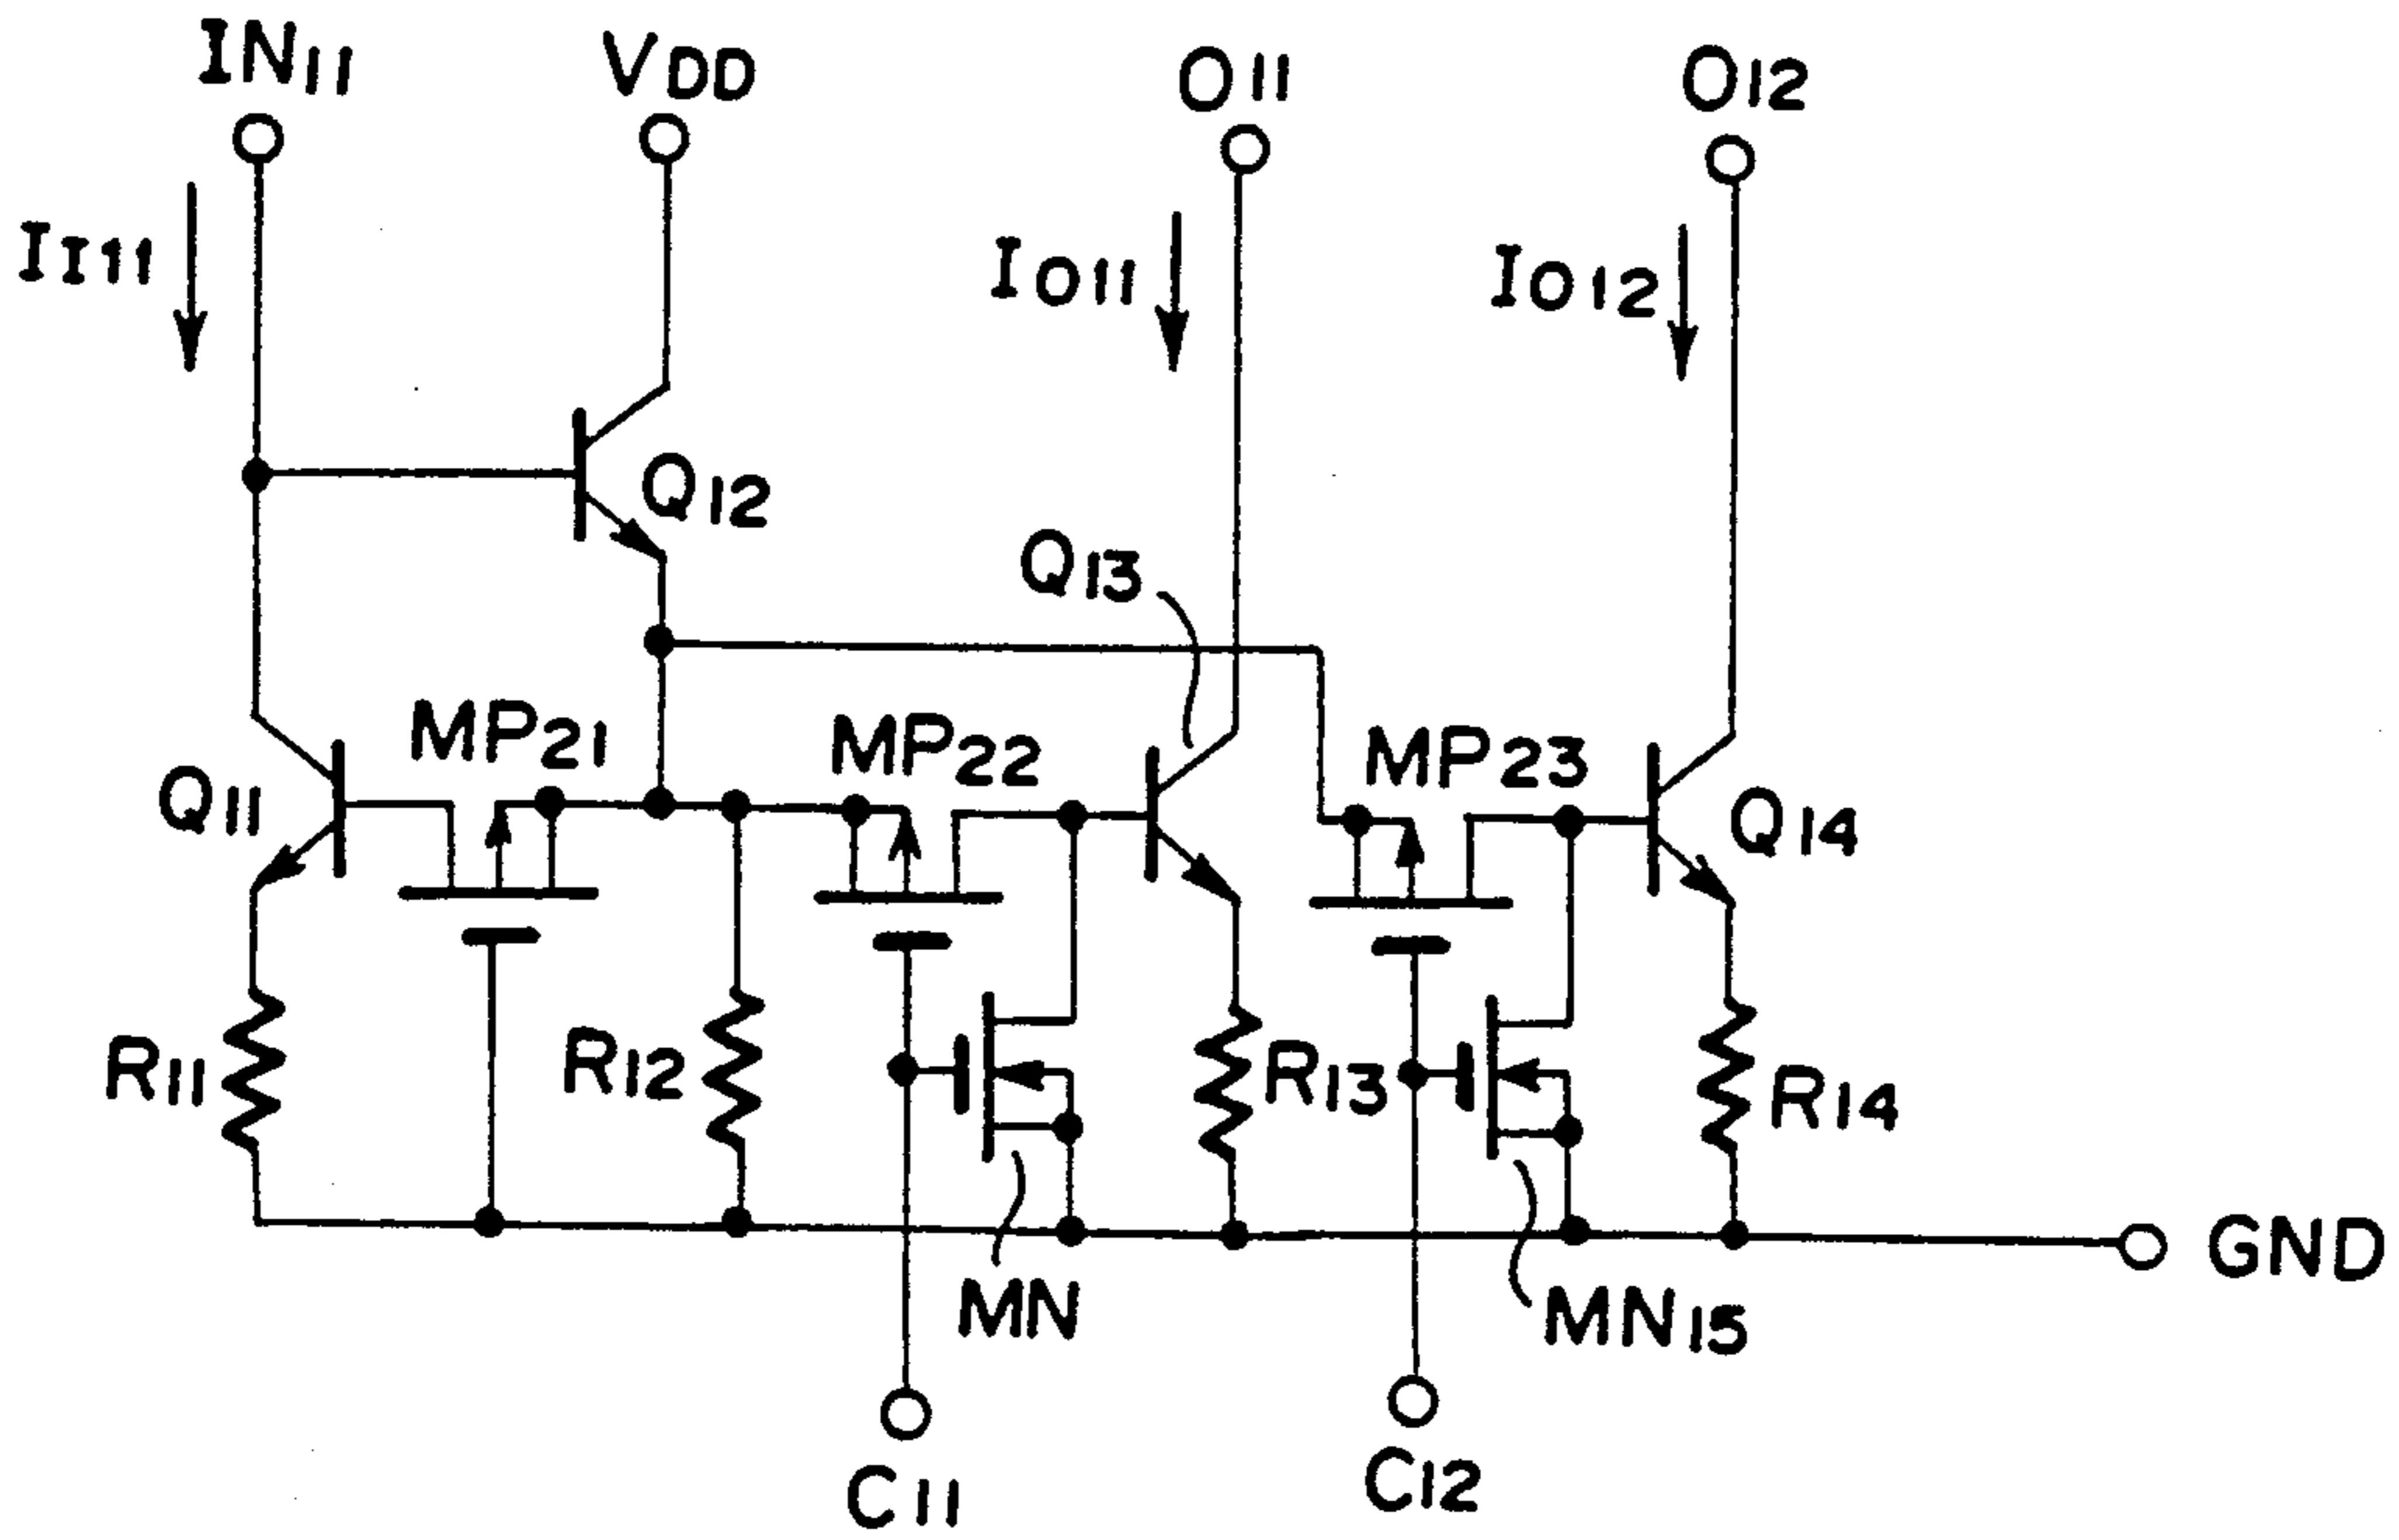 IN11
VDD
O11
O12
II11
IO11
IO12
Q12
Q13
MP21
MP22
MP23
Q11
Q14
R11
R12
R13
R14
GND
MN
MN15
C11
C12